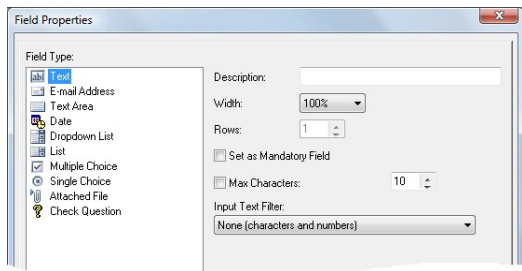 Field Properties
Field Type:
Text
E-mail Address
Text Area
Date
Dropdown List
List
Multiple Choice
Single Choice
Attached File
Check Question
Description:
Width: 100%
Rows: 1
Set as Mandatory Field
Max Characters: 10
Input Text Filter:
None (characters and numbers)